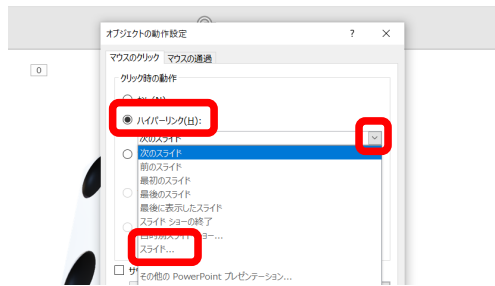 オブジェクトの動作設定 ? ×
マウスのクリック マウスの通過
0
クリック時の動作
ハイパーリンク(H):
次のスライド
次のスライド
前のスライド
最初のスライド
最後のスライド
最後に表示したスライド
スライド ショーの終了
スライド...
その他の PowerPoint プレゼンテーション...